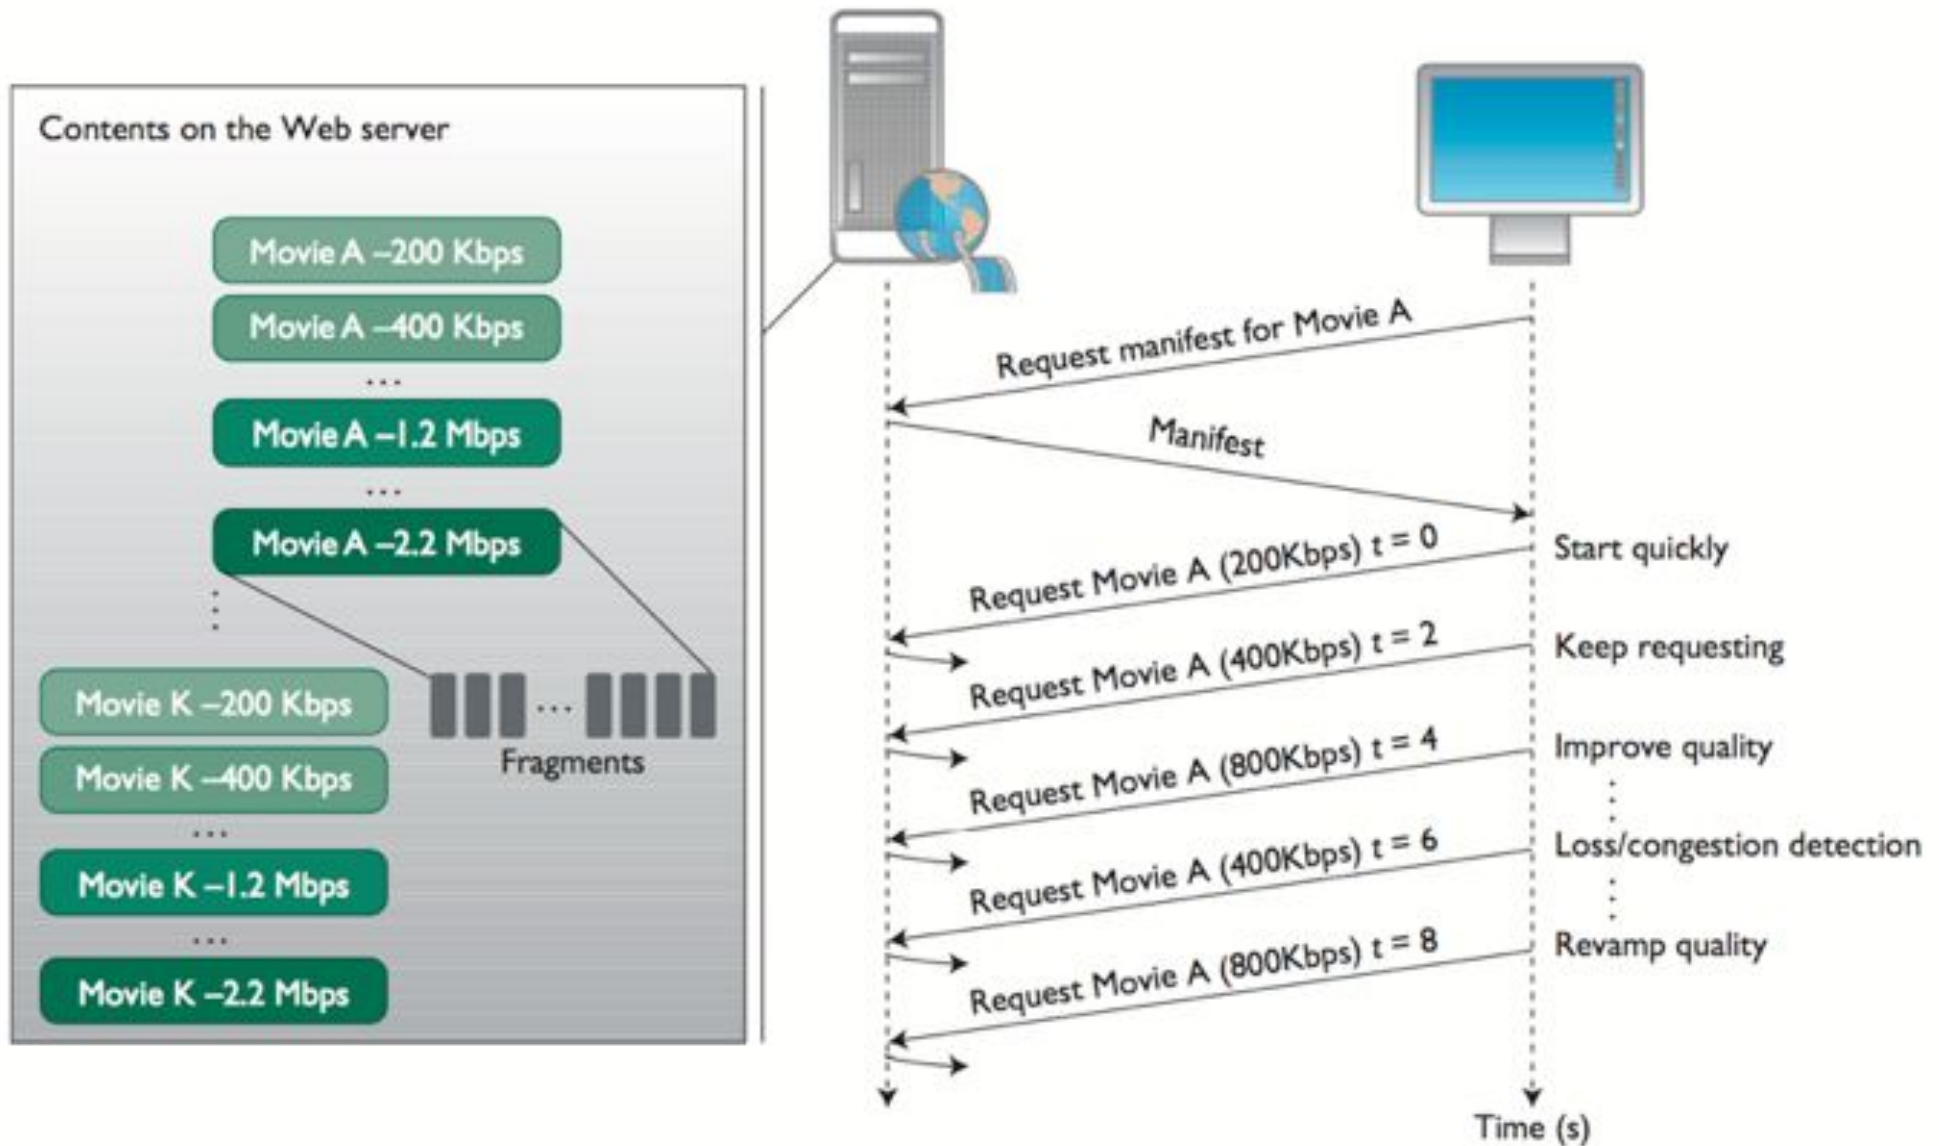 Contents on the Web server
Movie A –200 Kbps
Movie A –400 Kbps
...
Movie A –1.2 Mbps
...
Movie A –2.2 Mbps
Movie K –200 Kbps
Movie K –400 Kbps
...
Movie K –1.2 Mbps
...
Movie K –2.2 Mbps
...
Fragments
Request manifest for Movie A
Manifest
Request Movie A (200Kbps) t = 0
Start quickly
Request Movie A (400Kbps) t = 2
Keep requesting
Request Movie A (800Kbps) t = 4
Improve quality
Request Movie A (400Kbps) t = 6
Loss/congestion detection
Request Movie A (800Kbps) t = 8
Revamp quality
Time (s)